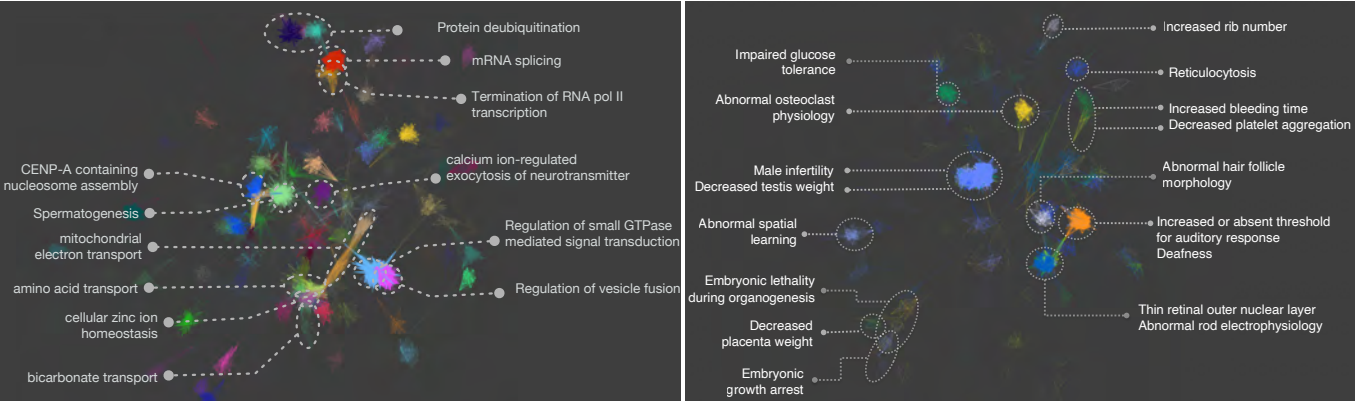 Protein deubiquitination
mRNA splicing
Termination of RNA pol II
transcription
CENP-A containing
nucleosome assembly
calcium ion-regulated
exocytosis of neurotransmitter
Spermatogenesis
Regulation of small GTPase
mediated signal transduction
mitochondrial
electron transport
amino acid transport
Regulation of vesicle fusion
cellular zinc ion
homeostasis
bicarbonate transport
Increased rib number
Impaired glucose
tolerance
Reticulocytosis
Abnormal osteoclast
physiology
Increased bleeding time
Decreased platelet aggregation
Male infertility
Decreased testis weight
Abnormal hair follicle
morphology
Abnormal spatial
learning
Increased or absent threshold
for auditory response
Deafness
Embryonic lethality
during organogenesis
Thin retinal outer nuclear layer
Abnormal rod electrophysiology
Decreased
placenta weight
Embryonic
growth arrest